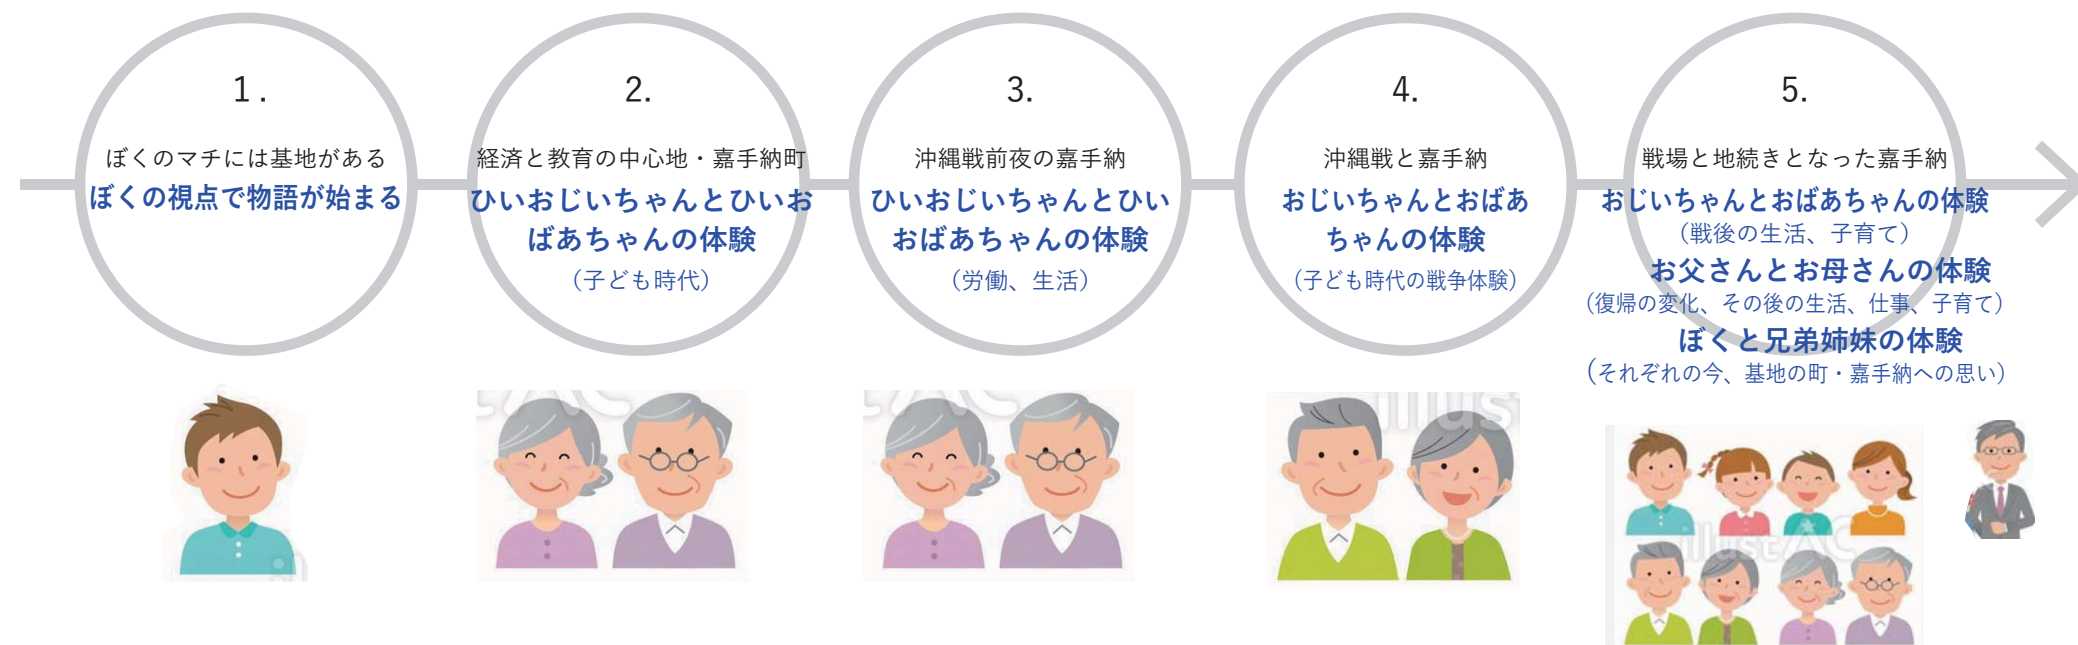 1.
ぼくのマチには基地がある
ぼくの視点で物語が始まる
2.
経済と教育の中心地・嘉手納町
ひいおじいちゃんとひいお
ばあちゃんの体験
（子ども時代）
3.
沖縄戦前夜の嘉手納
ひいおじいちゃんとひい
おばあちゃんの体験
（労働、生活）
4.
沖縄戦と嘉手納
おじいちゃんとおばあ
ちゃんの体験
（子ども時代の戦争体験）
5.
戦場と地続きとなった嘉手納
おじいちゃんとおばあちゃんの体験
（戦後の生活、子育て）
お父さんとお母さんの体験
（復帰の変化、その後の生活、仕事、子育て）
ぼくと兄弟姉妹の体験
（それぞれの今、基地の町・嘉手納への思い）
tAC
tAC
illust
illustAC